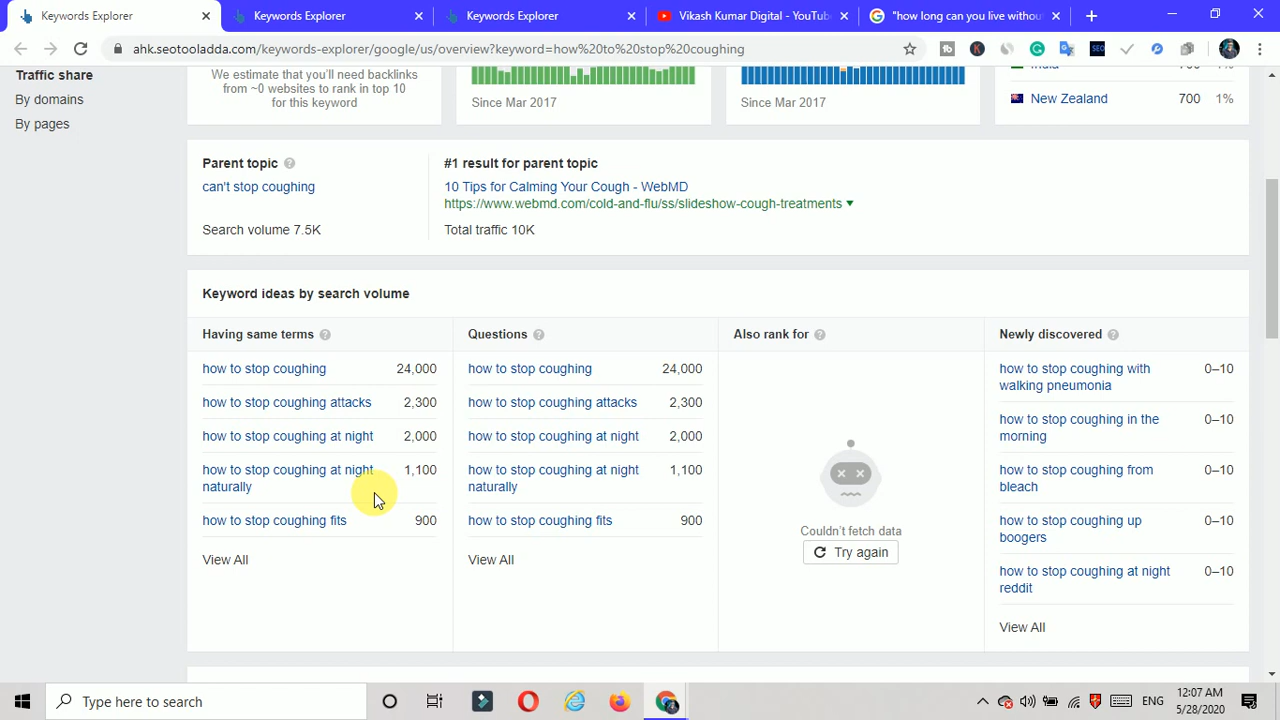 Keywords Explorer
Keywords Explorer
Keywords Explorer
Vikash Kumar Digital - YouTub
"how long can you live withou
ahk.seotooladda.com/keywords-explorer/google/us/overview?keyword=how%20to%20stop%20coughing
Traffic share
By domains
By pages
We estimate that you'll need backlinks
from ~0 websites to rank in top 10
for this keyword
Since Mar 2017
Since Mar 2017
India 700 1%
New Zealand 700 1%
Parent topic
can't stop coughing
Search volume 7.5K
#1 result for parent topic
10 Tips for Calming Your Cough - WebMD
https://www.webmd.com/cold-and-flu/ss/slideshow-cough-treatments
Total traffic 10K
Keyword ideas by search volume
Having same terms
how to stop coughing 24,000
how to stop coughing attacks 2,300
how to stop coughing at night 2,000
how to stop coughing at night 1,100
naturally
how to stop coughing fits 900
View All
Questions
how to stop coughing 24,000
how to stop coughing attacks 2,300
how to stop coughing at night 2,000
how to stop coughing at night 1,100
naturally
how to stop coughing fits 900
View All
Also rank for
Couldn't fetch data
Try again
Newly discovered
how to stop coughing with 0–10
walking pneumonia
how to stop coughing in the 0–10
morning
how to stop coughing from 0–10
bleach
how to stop coughing up 0–10
boogers
how to stop coughing at night 0–10
reddit
View All
Type here to search
ENG
12:07 AM
5/28/2020